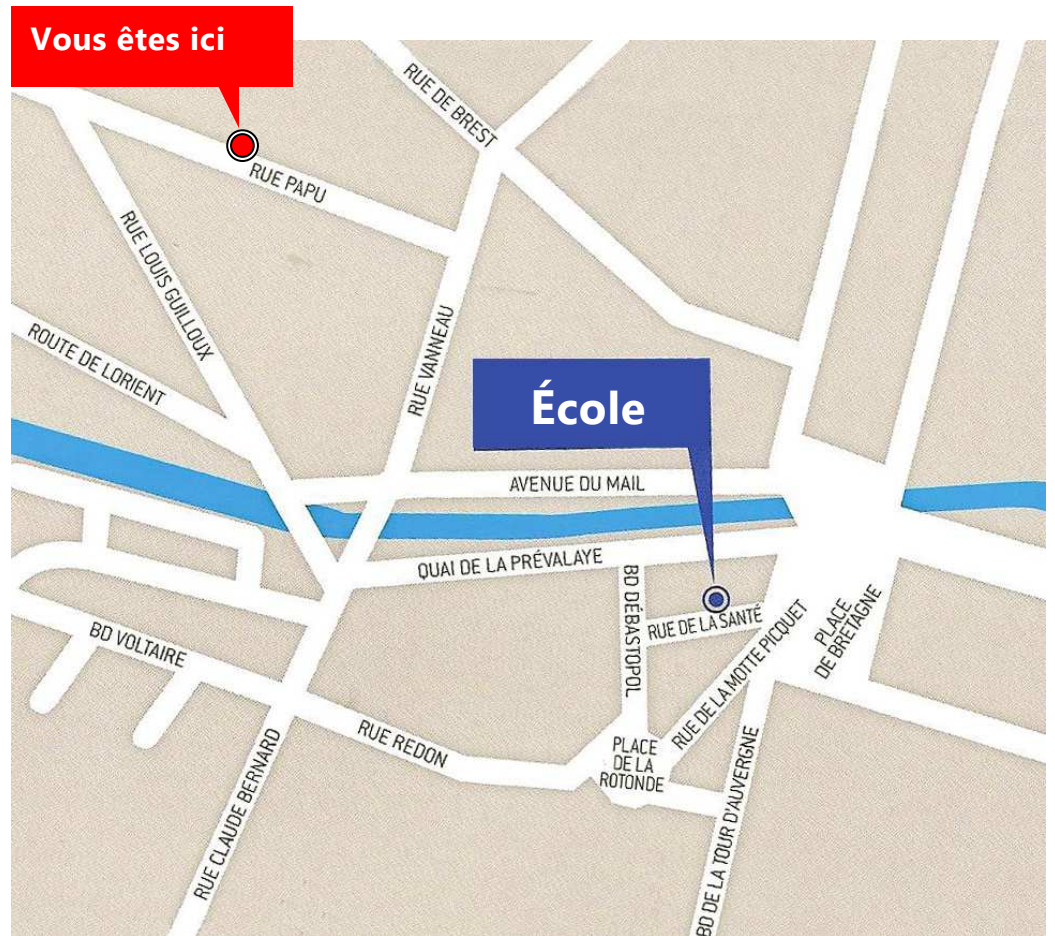 Vous êtes ici
RUE DE BREST
RUE PAPU
RUE LOUIS GUILLOUX
ROUTE DE LORIENT
RUE VANNEAU
École
AVENUE DU MAIL
QUAI DE LA PRÉVALAYE
BD DÉBASTOPOL
RUE DE LA SANTÉ
RUE DE LA MOTTE PICQUET
PLACE
DE BRETAGNE
BD VOLTAIRE
RUE REDON
PLACE
DE LA
ROTONDE
RUE CLAUDE BERNARD
BD DE LA TOUR D'AUVERGNE